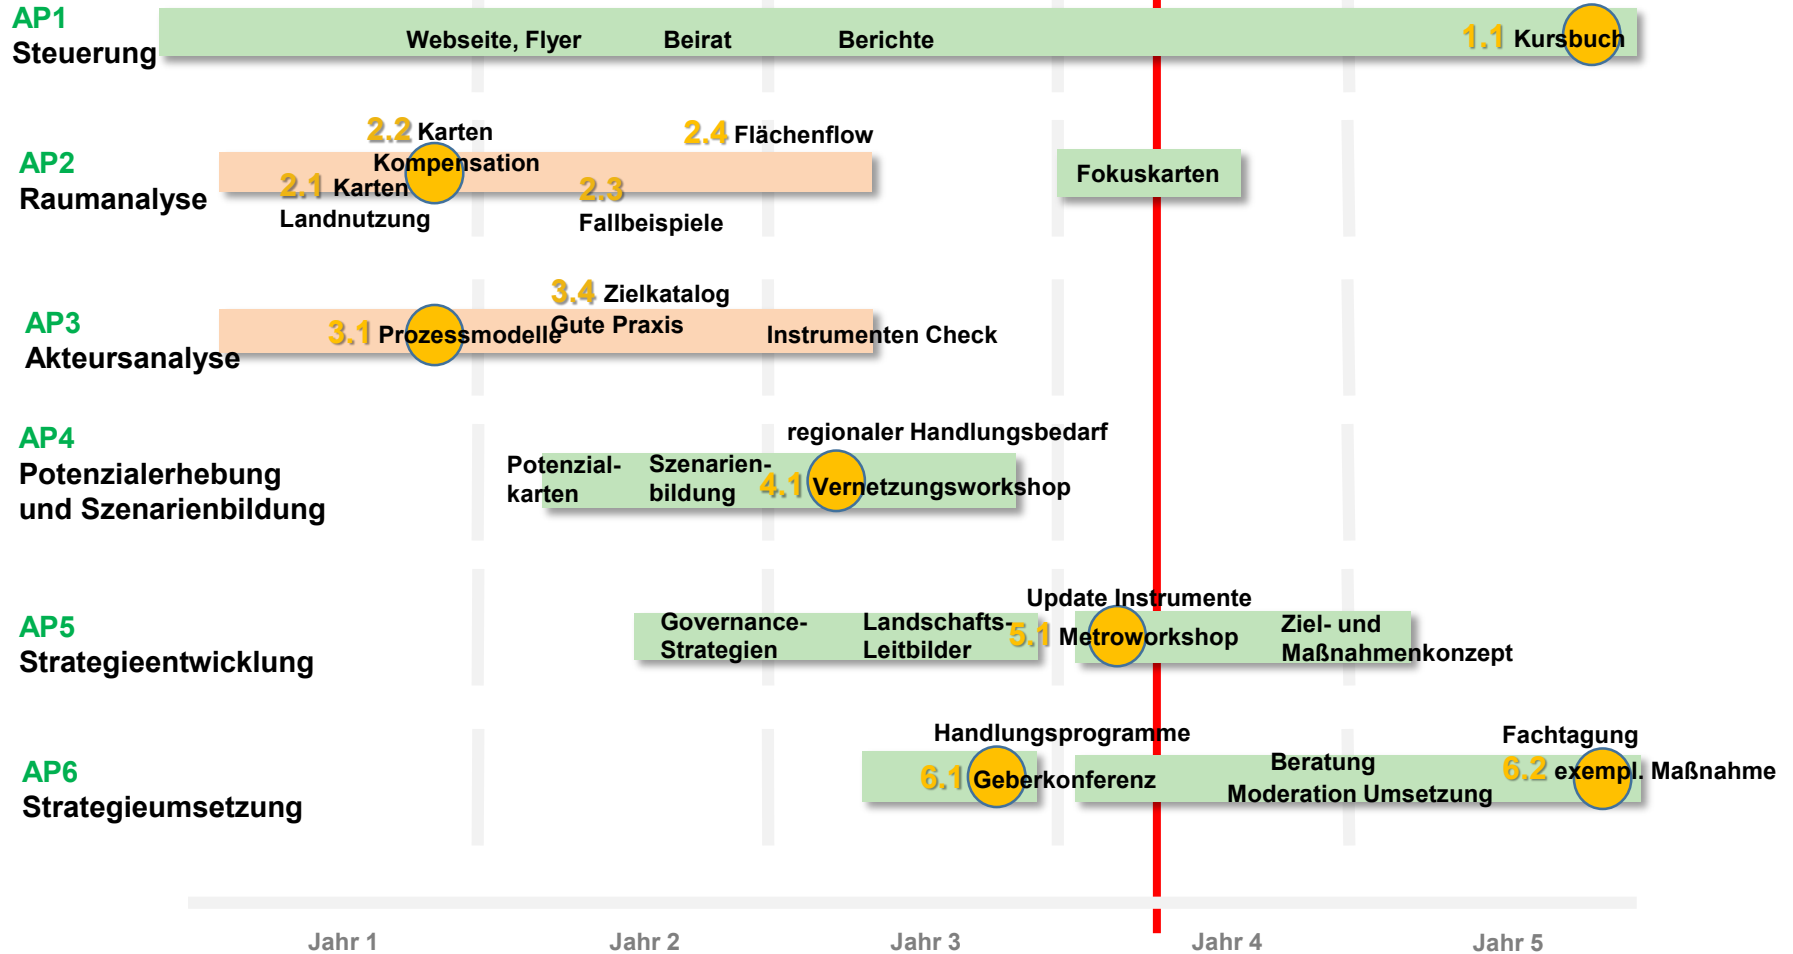 AP1
Steuerung
Webseite, Flyer
Beirat
Berichte
1.1 Kursbuch
AP2
Raumanalyse
2.2 Karten
Kompensation
2.1 Karten
Landnutzung
2.4 Flächenflow
2.3
Fallbeispiele
Fokuskarten
AP3
Akteursanalyse
3.1 Prozessmodelle
3.4 Zielkatalog
Gute Praxis
Instrumenten Check
AP4
Potenzialerhebung
und Szenarienbildung
Potenzial-
karten
Szenarien-
bildung
regionaler Handlungsbedarf
4.1 Vernetzungsworkshop
AP5
Strategieentwicklung
Governance-
Strategien
Landschafts-
Leitbilder
Update Instrumente
5.1 Metroworkshop
Ziel- und
Maßnahmenkonzept
AP6
Strategieumsetzung
Handlungsprogramme
6.1 Geberkonferenz
Beratung
Moderation Umsetzung
Fachtagung
6.2 exempl. Maßnahme
Jahr 1
Jahr 2
Jahr 3
Jahr 4
Jahr 5